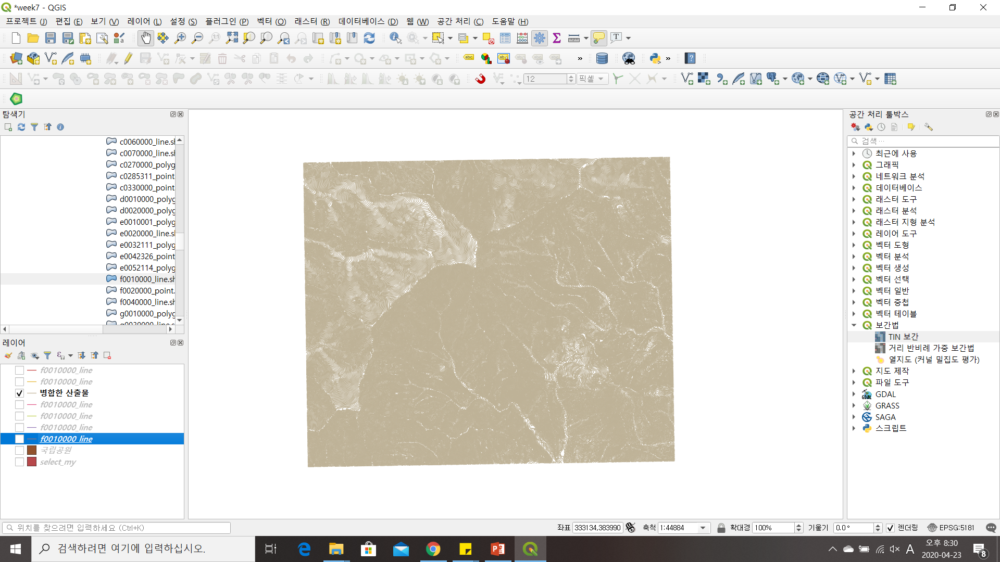 *week7 - QGIS
프로젝트 (J) 편집 (E) 보기 (V) 레이어 (L) 설정 (S) 플러그인 (P) 벡터 (O) 래스터 (R) 데이터베이스 (D) 웹 (W) 공간 처리 (C) 도움말 (H)
12
픽셀
탐색기
c0060000_line.sh
c0070000_line.sh
c0270000_polyg
c0285311_point.
c0330000_point
d0010000_polyg
d0020000_polyg
e0010001_polyg
e0020000_line.sh
e0032111_polyg
e0042326_point
e0052114_polyg
f0010000_line.sh
f0020000_point.
f0040000_line.sh
g0010000_polyg
레이어
f0010000_line
f0010000_line
병합한 산출물
f0010000_line
f0010000_line
f0010000_line
f0010000_line
국립공원
select_my
공간 처리 툴박스
검색…
최근에 사용
그래픽
네트워크 분석
데이터베이스
래스터 도구
래스터 분석
래스터 지형 분석
레이어 도구
벡터 도형
벡터 분석
벡터 생성
벡터 선택
벡터 일반
벡터 중첩
벡터 테이블
보간법
TIN 보간
거리 반비례 가중 보간법
열지도 (커널 밀집도 평가)
지도 제작
파일 도구
GDAL
GRASS
SAGA
스크립트
위치를 찾으려면 입력하세요 (Ctrl+K)
좌표 333134,383990 축척 1:44884 확대경 100% 기울기 0.0 ° 렌더링 EPSG:5181
검색하려면 여기에 입력하십시오.
A
오후 8:30
2020-04-23
8